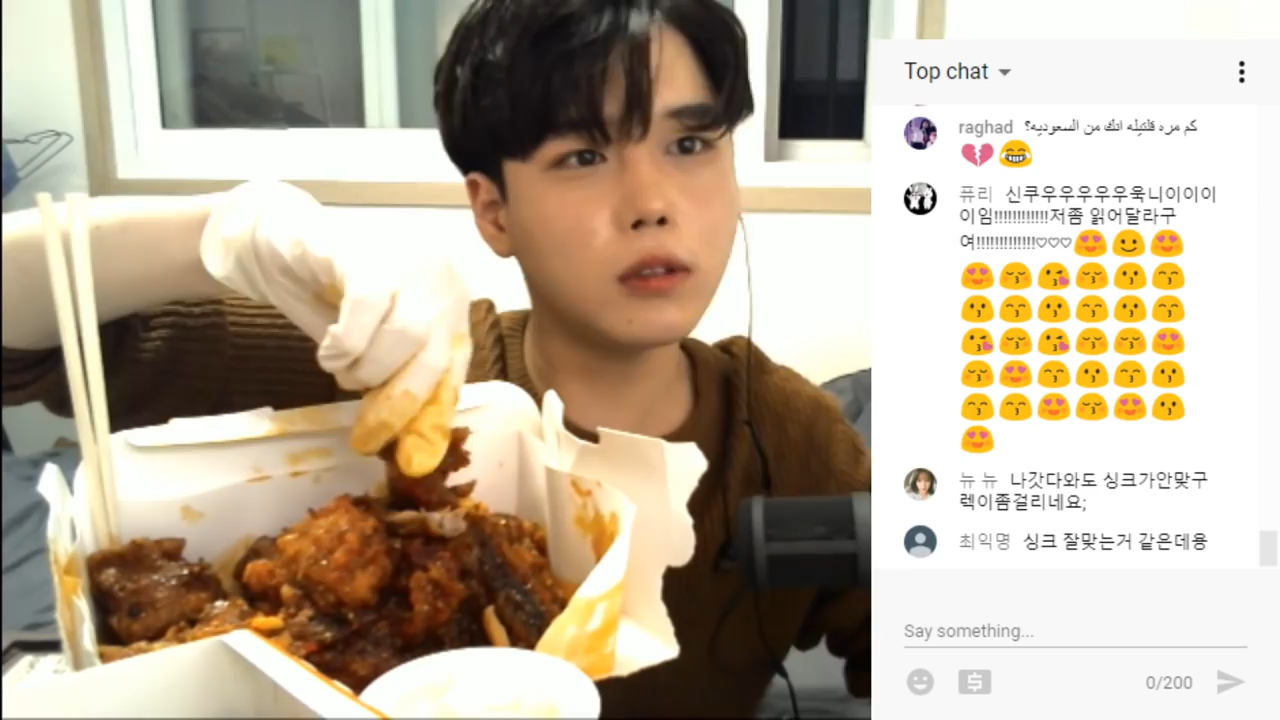 Top chat
raghad كم مره قلتيله انك من السعوديه؟
퓨리 신쿠우우우우우욱니이이이
이임!!!!!!!!!!!!저좀 읽어달라구
여!!!!!!!!!!!!♡♡♡
뉴 뉴 나갓다와도 싱크가안맞구
렉이좀걸리네요;
최익명 싱크 잘맞는거 같은데용
Say something...
0/200